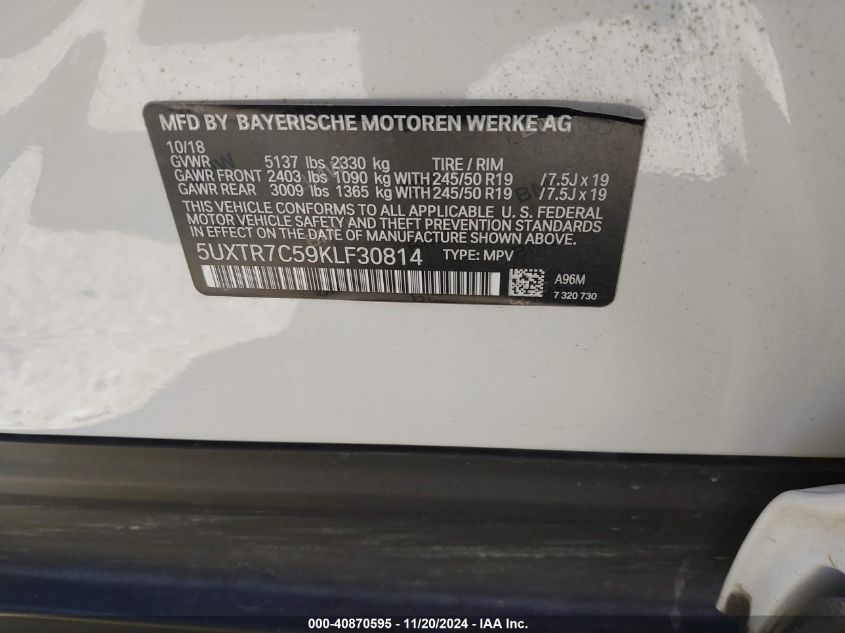 MFD BY BAYERISCHE MOTOREN WERKE AG
10/18
GVWR 5137 lbs 2330 kg TIRE / RIM
GAWR FRONT 2403 lbs 1090 kg WITH 245/50 R19 /7.5J x 19
GAWR REAR 3009 lbs 1365 kg WITH 245/50 R19 /7.5J x 19
THIS VEHICLE CONFORMS TO ALL APPLICABLE U. S. FEDERAL
MOTOR VEHICLE SAFETY AND THEFT PREVENTION STANDARDS
IN EFFECT ON THE DATE OF MANUFACTURE SHOWN ABOVE.
5UXTR7C59KLF30814 TYPE: MPV
A96M
7 320 730
000-40870595 - 11/20/2024 - IAAI.COM